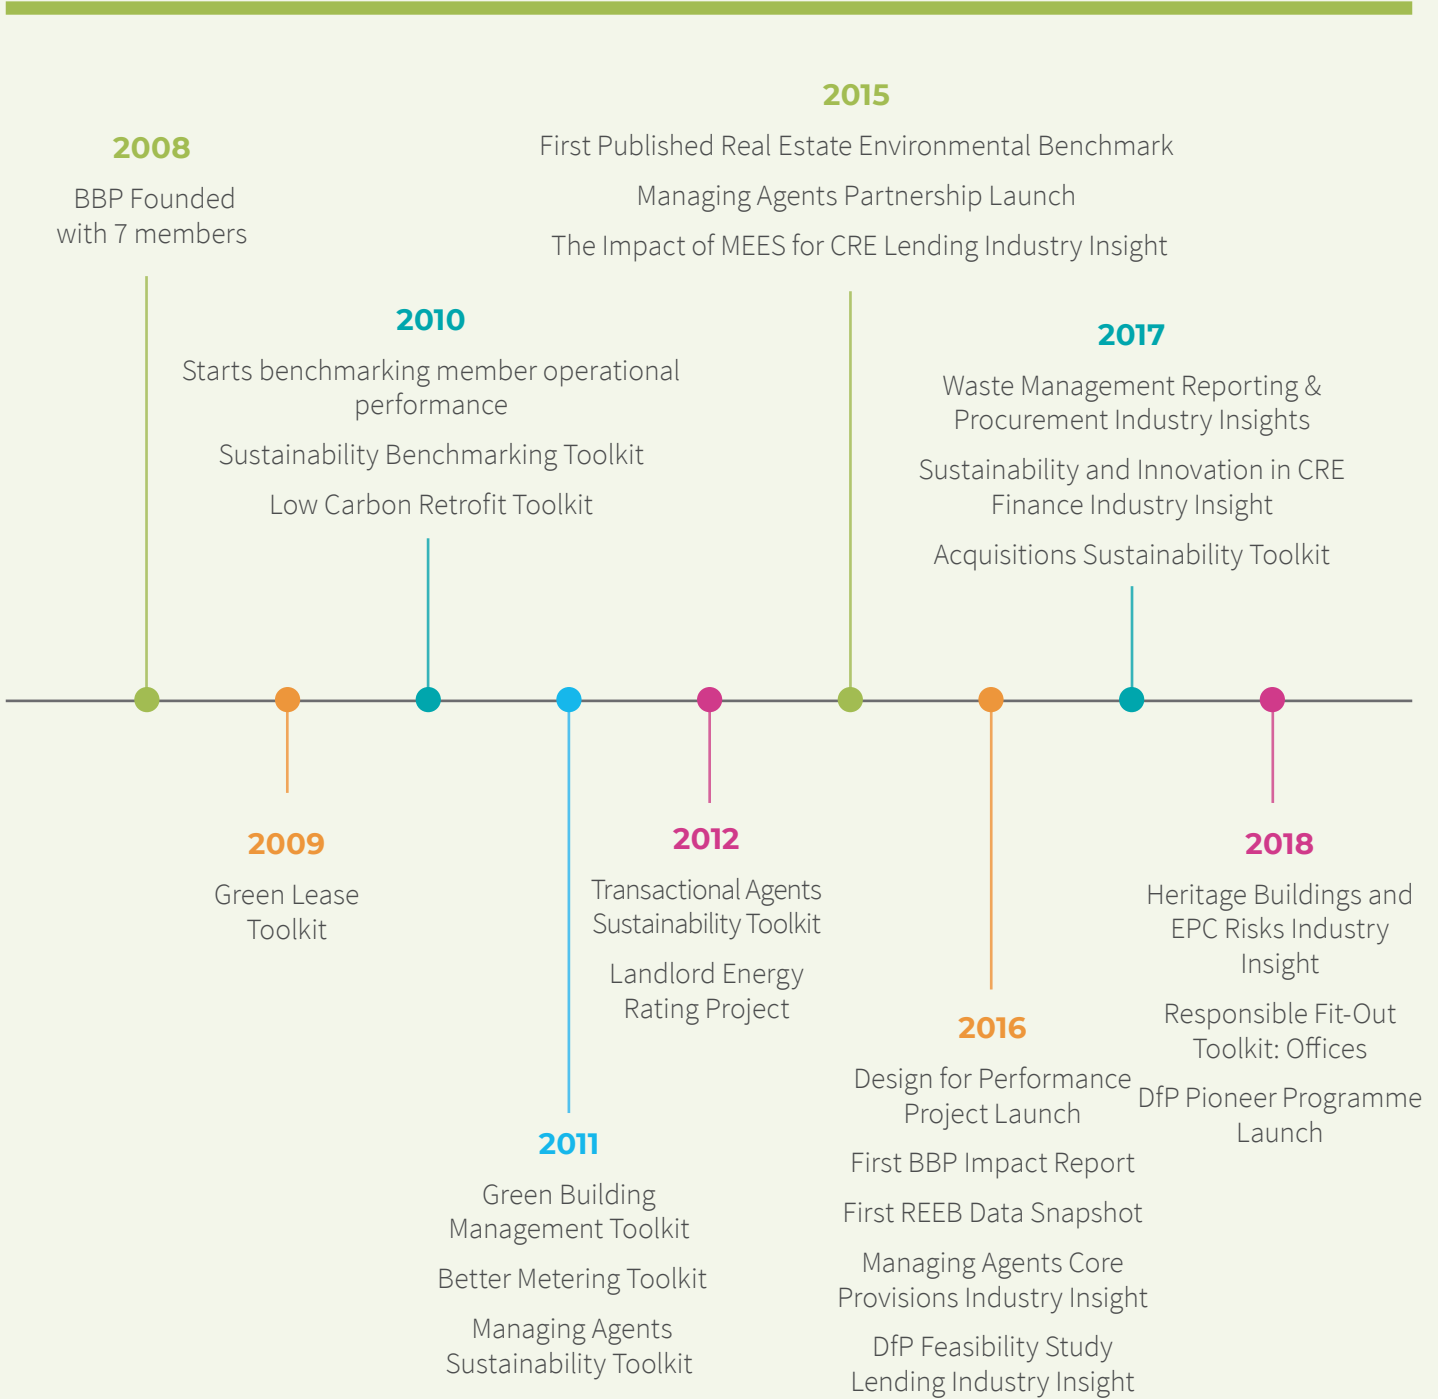 2008
BBP Founded
with 7 members
2015
First Published Real Estate Environmental Benchmark
Managing Agents Partnership Launch
The Impact of MEES for CRE Lending Industry Insight
2010
Starts benchmarking member operational
performance
Sustainability Benchmarking Toolkit
Low Carbon Retrofit Toolkit
2017
Waste Management Reporting &
Procurement Industry Insights
Sustainability and Innovation in CRE
Finance Industry Insight
Acquisitions Sustainability Toolkit
2009
Green Lease
Toolkit
2011
Green Building
Management Toolkit
Better Metering Toolkit
Managing Agents
Sustainability Toolkit
2012
Transactional Agents
Sustainability Toolkit
Landlord Energy
Rating Project
2016
Design for Performance
Project Launch
First BBP Impact Report
First REEB Data Snapshot
Managing Agents Core
Provisions Industry Insight
DfP Feasibility Study
Lending Industry Insight
2018
Heritage Buildings and
EPC Risks Industry
Insight
Responsible Fit-Out
Toolkit: Offices
DfP Pioneer Programme
Launch